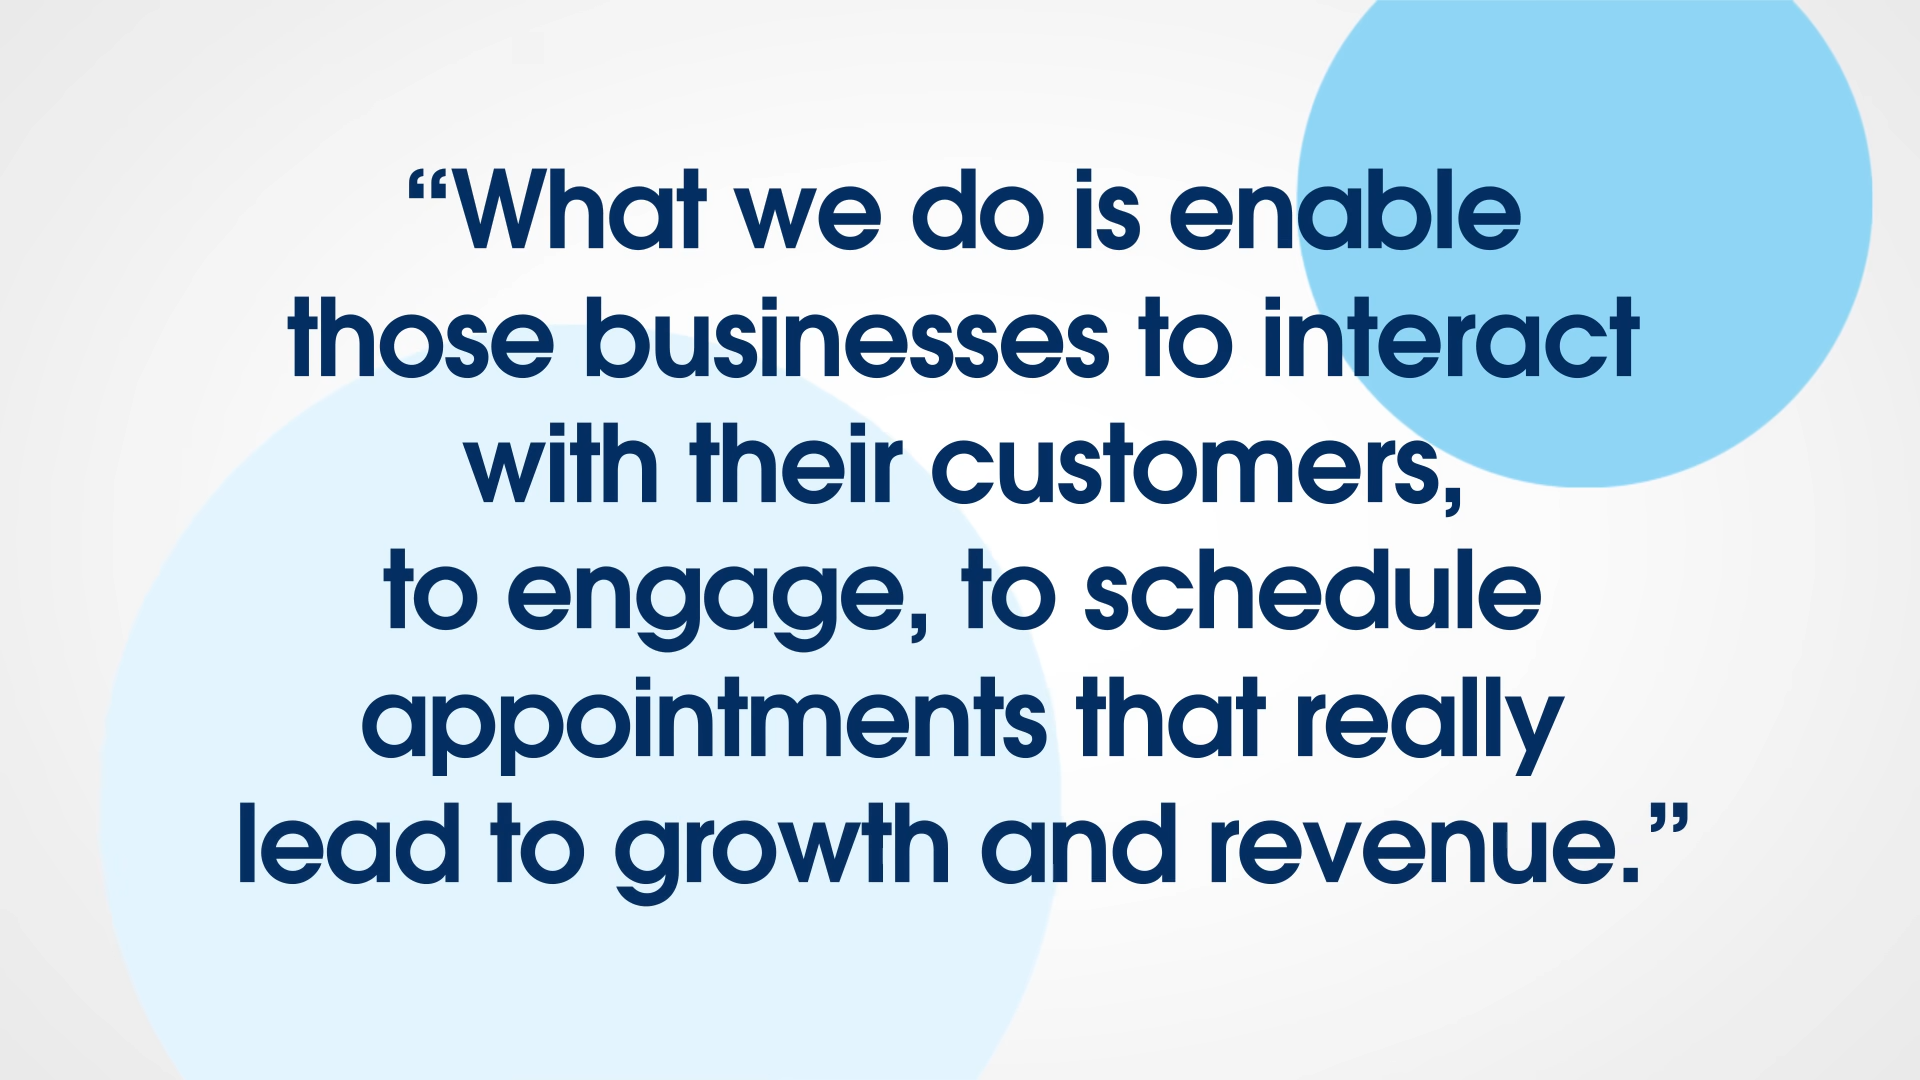 “What we do is enable
those businesses to interact
with their customers,
to engage, to schedule
appointments that really
lead to growth and revenue.”